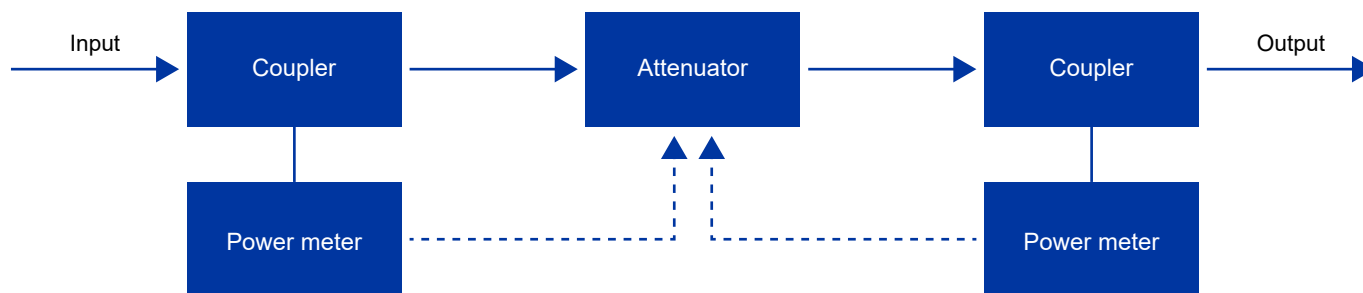 Input
Coupler
Attenuator
Coupler
Output
Power meter
Power meter